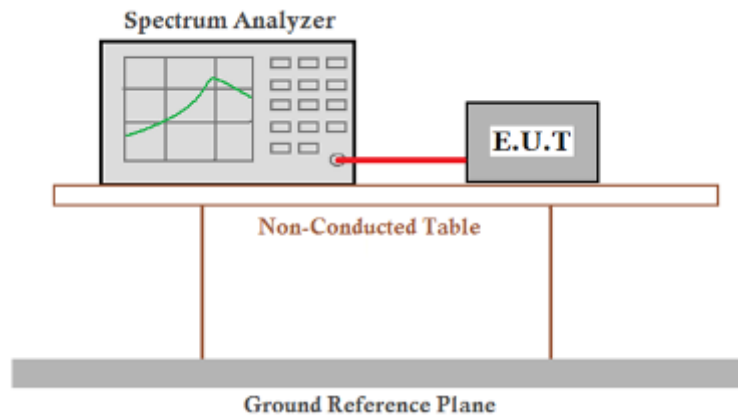 Spectrum Analyzer
E.U.T
Non-Conducted Table
Ground Reference Plane